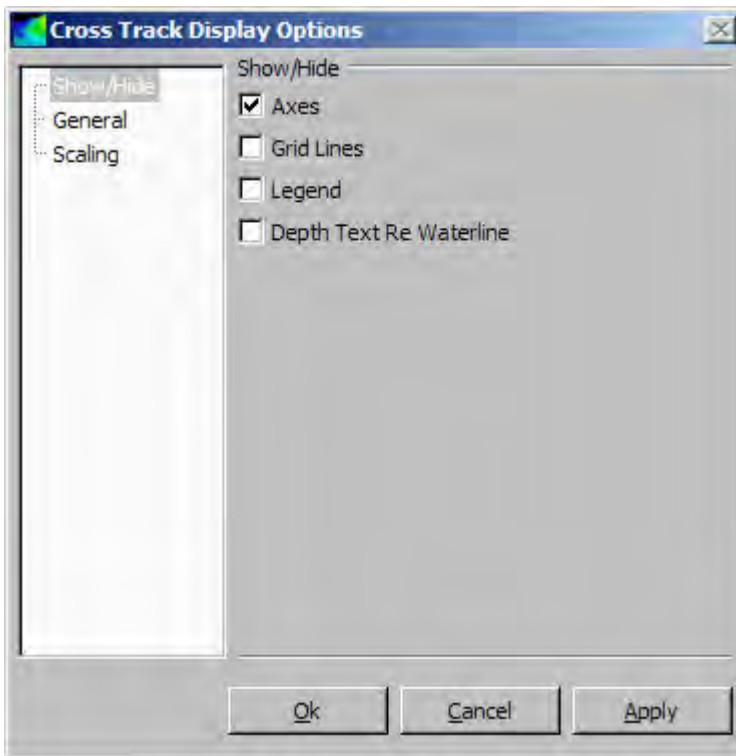 Cross Track Display Options
Show/Hide
General
Scaling
Show/Hide
Axes
Grid Lines
Legend
Depth Text Re Waterline
Ok
Cancel
Apply